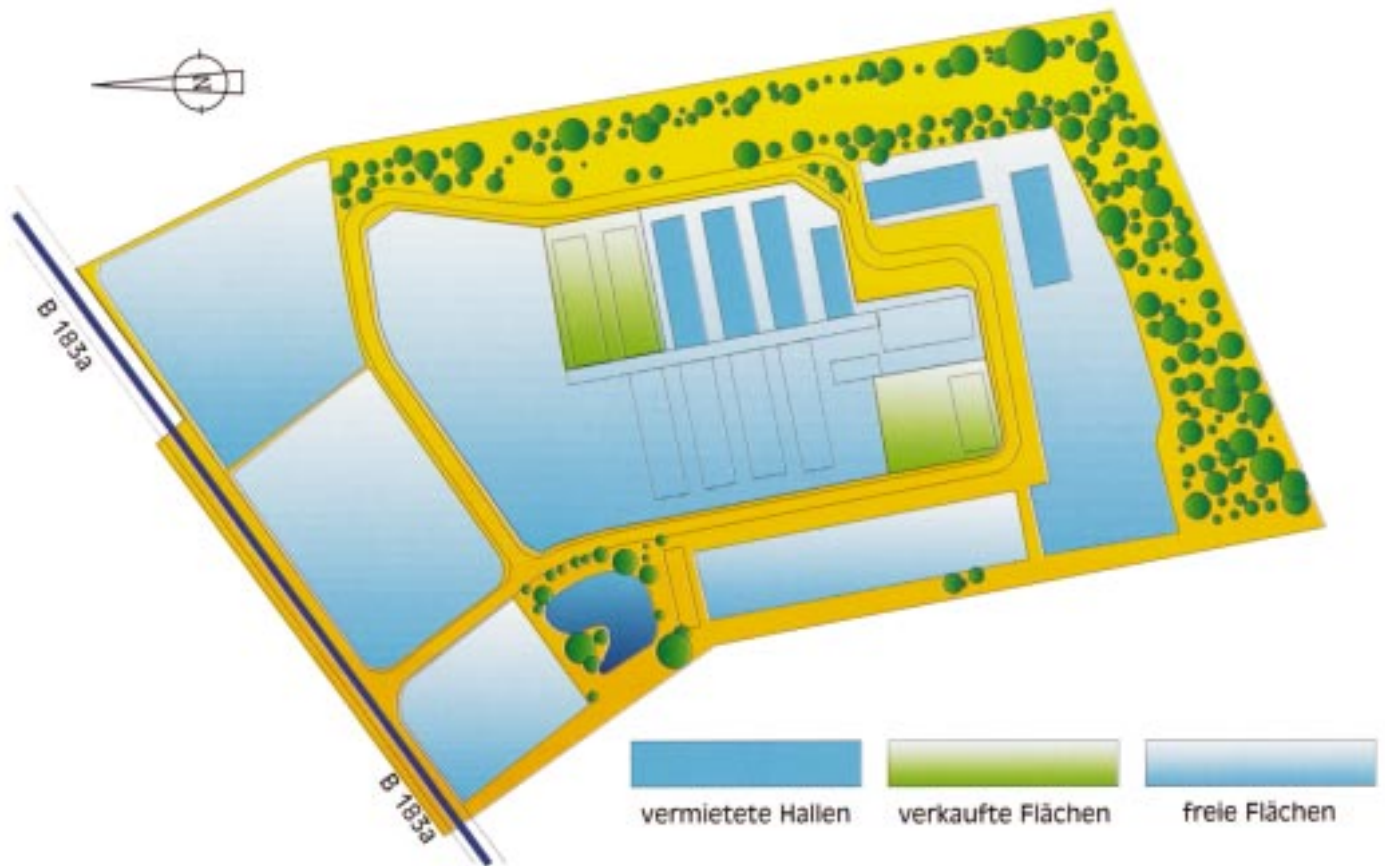 N
B 183a
B 183a
vermietete Hallen
verkaufte Flächen
freie Flächen